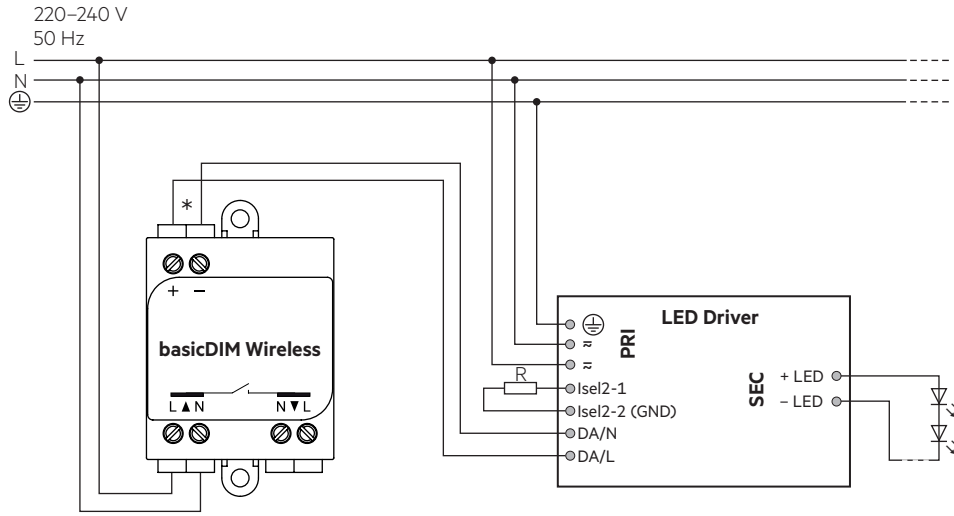 220–240 V
50 Hz
L
N
*
+ −
basicDIM Wireless
L ▲ N
N ▼ L
LED Driver
PRI
≂
≂
R
Isel2-1
Isel2-2 (GND)
DA/N
DA/L
SEC
+ LED
− LED